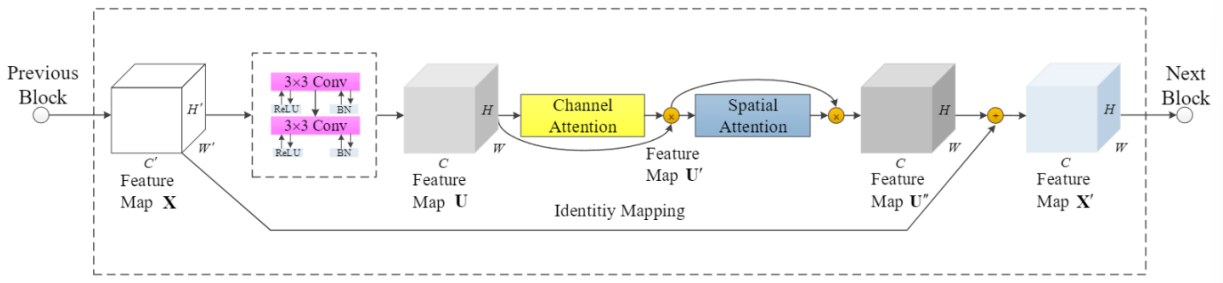 Previous
Block
H′
W′
C′
Feature
Map X
3×3 Conv
ReLU
BN
3×3 Conv
ReLU
BN
H
W
C
Feature
Map U
Channel
Attention
×
Feature
Map U′
Spatial
Attention
×
H
W
C
Feature
Map U″
+
H
W
C
Feature
Map X′
Next
Block
Identitiy Mapping